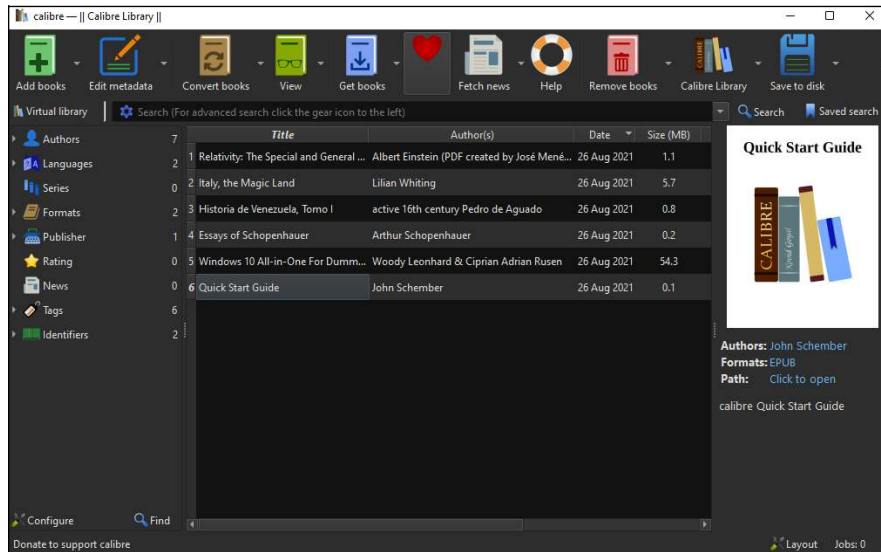 calibre — || Calibre Library ||
Add books Edit metadata Convert books View Get books Fetch news Help Remove books Calibre Library Save to disk
Virtual library Search (For advanced search click the gear icon to the left) Search Saved search
Authors 7
Languages 2
Series 0
Formats 2
Publisher 1
Rating 0
News 0
Tags 6
Identifiers 2
Title Author(s) Date Size (MB)
1 Relativity: The Special and General ... Albert Einstein (PDF created by José Mené... 26 Aug 2021 1.1
2 Italy, the Magic Land Lilian Whiting 26 Aug 2021 5.7
3 Historia de Venezuela, Tomo I active 16th century Pedro de Aguado 26 Aug 2021 0.8
4 Essays of Schopenhauer Arthur Schopenhauer 26 Aug 2021 0.2
5 Windows 10 All-in-One For Dumm... Woody Leonhard & Ciprian Adrian Rusen 26 Aug 2021 54.3
6 Quick Start Guide John Schember 26 Aug 2021 0.1
Quick Start Guide
CALIBRE
Kovid Goyal
Authors: John Schember
Formats: EPUB
Path: Click to open
calibre Quick Start Guide
Configure Find
Donate to support calibre Layout Jobs: 0